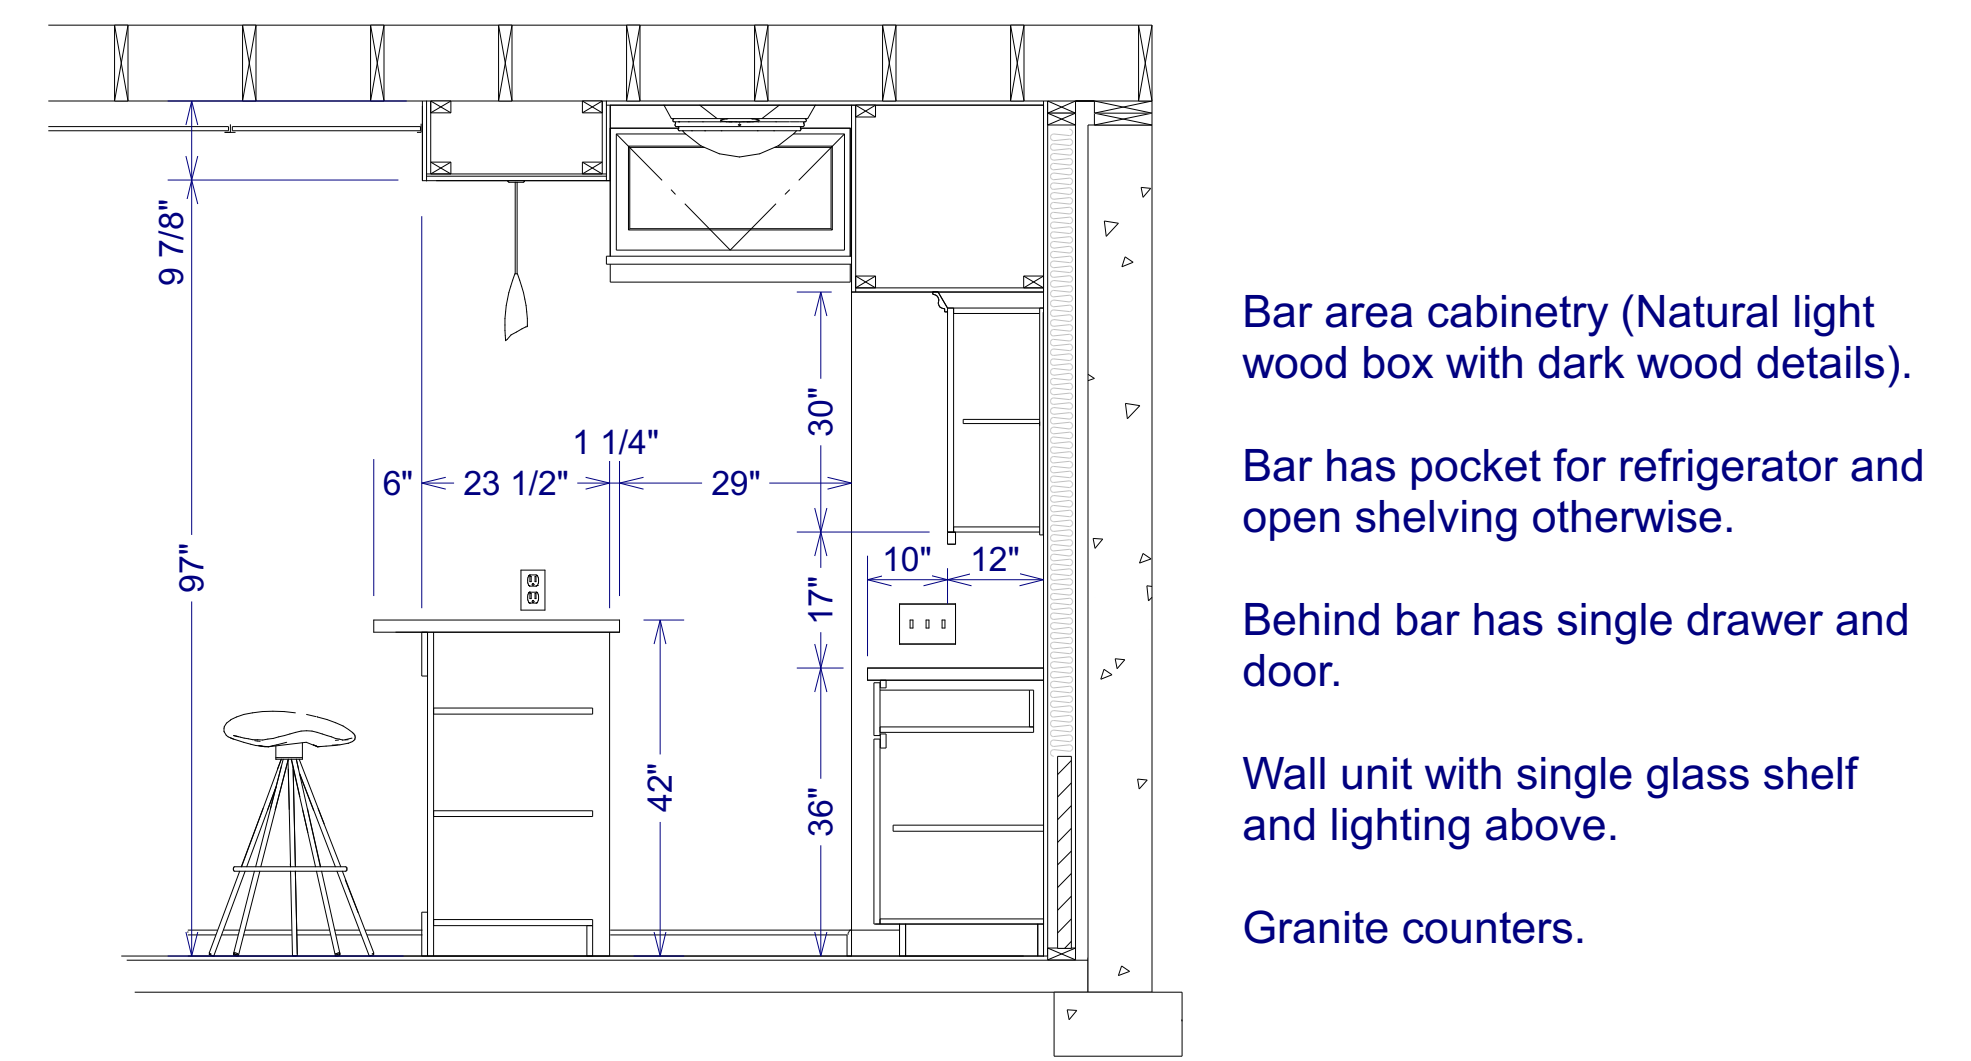 9 7/8"
97"
6"
23 1/2"
1 1/4"
29"
30"
10"
12"
17"
42"
36"
Bar area cabinetry (Natural light
wood box with dark wood details).
Bar has pocket for refrigerator and
open shelving otherwise.
Behind bar has single drawer and
door.
Wall unit with single glass shelf
and lighting above.
Granite counters.